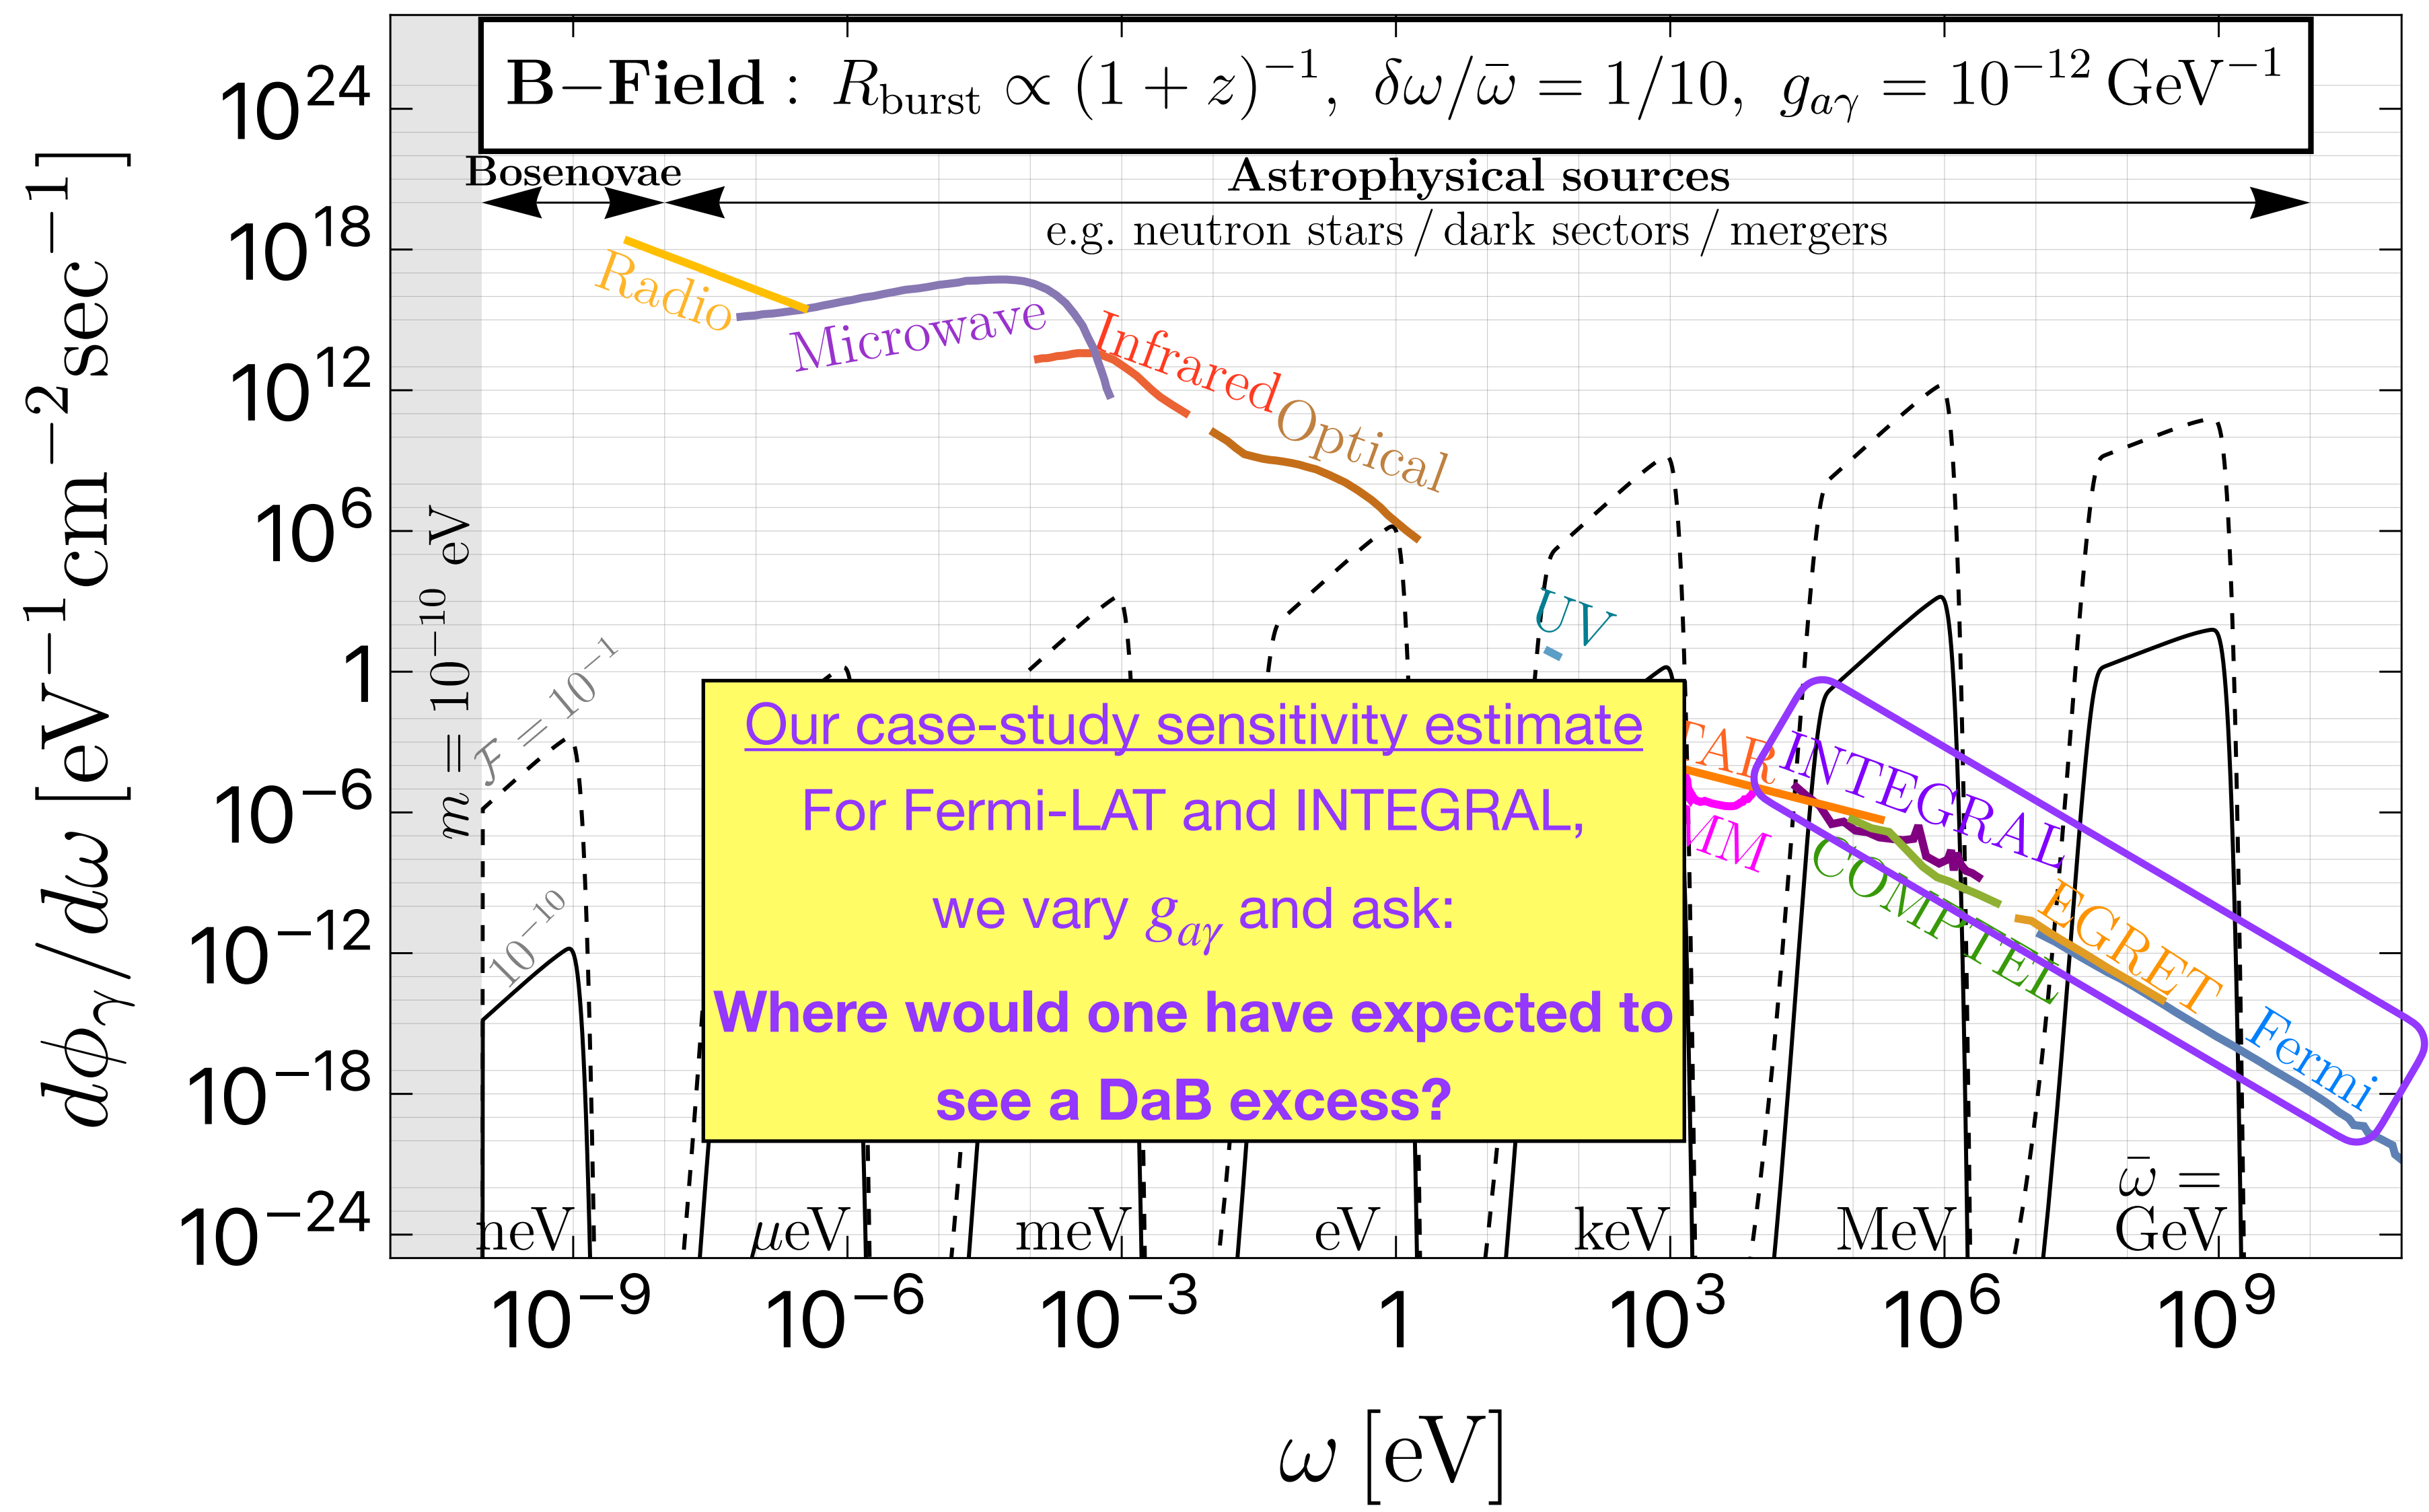 B−Field : R_burst ∝ (1 + z)^−1, δω/ω̄ = 1/10, g_aγ = 10^−12 GeV^−1
Bosenovae
Astrophysical sources
e.g. neutron stars / dark sectors / mergers
dϕ_γ/dω [eV^−1cm^−2sec^−1]
10^24
10^18
10^12
10^6
1
10^−6
10^−12
10^−18
10^−24
m = 10^−10 eV
ℱ = 10^−1
10^−10
Radio
Microwave
Infrared
Optical
UV
TAR
MM
INTEGRAL
COMPTEL
EGRET
Fermi
Our case-study sensitivity estimate
For Fermi-LAT and INTEGRAL,
we vary g_aγ and ask:
Where would one have expected to
see a DaB excess?
ω̄ =
neV
μeV
meV
eV
keV
MeV
GeV
10^−9
10^−6
10^−3
1
10^3
10^6
10^9
ω [eV]